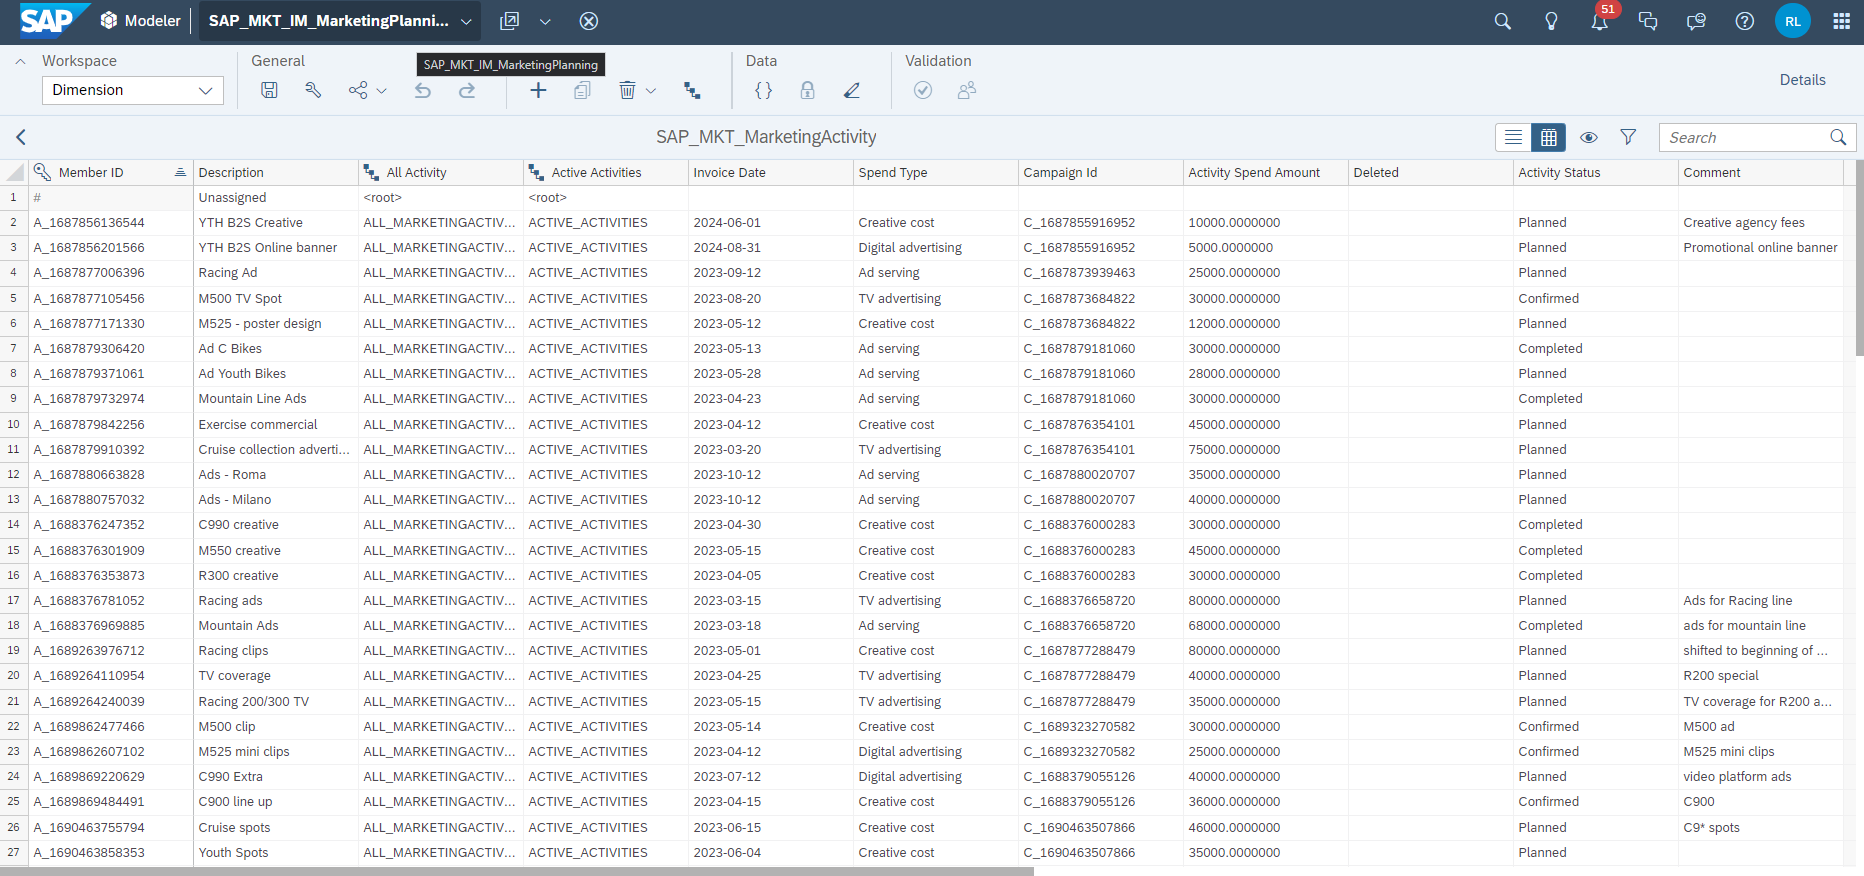 SAP Modeler SAP_MKT_IM_MarketingPlanni... 51 RL
Workspace General SAP_MKT_IM_MarketingPlanning Data Validation
Dimension Details
SAP_MKT_MarketingActivity Search
Member ID Description All Activity Active Activities Invoice Date Spend Type Campaign Id Activity Spend Amount Deleted Activity Status Comment
1 # Unassigned <root> <root>
2 A_1687856136544 YTH B2S Creative ALL_MARKETINGACTIV... ACTIVE_ACTIVITIES 2024-06-01 Creative cost C_1687855916952 10000.0000000 Planned Creative agency fees
3 A_1687856201566 YTH B2S Online banner ALL_MARKETINGACTIV... ACTIVE_ACTIVITIES 2024-08-31 Digital advertising C_1687855916952 5000.0000000 Planned Promotional online banner
4 A_1687877006396 Racing Ad ALL_MARKETINGACTIV... ACTIVE_ACTIVITIES 2023-09-12 Ad serving C_1687873939463 25000.0000000 Planned
5 A_1687877105456 M500 TV Spot ALL_MARKETINGACTIV... ACTIVE_ACTIVITIES 2023-08-20 TV advertising C_1687873684822 30000.0000000 Confirmed
6 A_1687877171330 M525 - poster design ALL_MARKETINGACTIV... ACTIVE_ACTIVITIES 2023-05-12 Creative cost C_1687873684822 12000.0000000 Planned
7 A_1687879306420 Ad C Bikes ALL_MARKETINGACTIV... ACTIVE_ACTIVITIES 2023-05-13 Ad serving C_1687879181060 30000.0000000 Completed
8 A_1687879371061 Ad Youth Bikes ALL_MARKETINGACTIV... ACTIVE_ACTIVITIES 2023-05-28 Ad serving C_1687879181060 28000.0000000 Planned
9 A_1687879732974 Mountain Line Ads ALL_MARKETINGACTIV... ACTIVE_ACTIVITIES 2023-04-23 Ad serving C_1687879181060 30000.0000000 Completed
10 A_1687879842256 Exercise commercial ALL_MARKETINGACTIV... ACTIVE_ACTIVITIES 2023-04-12 Creative cost C_1687876354101 45000.0000000 Planned
11 A_1687879910392 Cruise collection adverti... ALL_MARKETINGACTIV... ACTIVE_ACTIVITIES 2023-03-20 TV advertising C_1687876354101 75000.0000000 Planned
12 A_1687880663828 Ads - Roma ALL_MARKETINGACTIV... ACTIVE_ACTIVITIES 2023-10-12 Ad serving C_1687880020707 35000.0000000 Planned
13 A_1687880757032 Ads - Milano ALL_MARKETINGACTIV... ACTIVE_ACTIVITIES 2023-10-12 Ad serving C_1687880020707 40000.0000000 Planned
14 A_1688376247352 C990 creative ALL_MARKETINGACTIV... ACTIVE_ACTIVITIES 2023-04-30 Creative cost C_1688376000283 30000.0000000 Completed
15 A_1688376301909 M550 creative ALL_MARKETINGACTIV... ACTIVE_ACTIVITIES 2023-05-15 Creative cost C_1688376000283 45000.0000000 Completed
16 A_1688376353873 R300 creative ALL_MARKETINGACTIV... ACTIVE_ACTIVITIES 2023-04-05 Creative cost C_1688376000283 30000.0000000 Completed
17 A_1688376781052 Racing ads ALL_MARKETINGACTIV... ACTIVE_ACTIVITIES 2023-03-15 TV advertising C_1688376658720 80000.0000000 Planned Ads for Racing line
18 A_1688376969885 Mountain Ads ALL_MARKETINGACTIV... ACTIVE_ACTIVITIES 2023-03-18 Ad serving C_1688376658720 68000.0000000 Completed ads for mountain line
19 A_1689263976712 Racing clips ALL_MARKETINGACTIV... ACTIVE_ACTIVITIES 2023-05-01 Creative cost C_1687877288479 80000.0000000 Planned shifted to beginning of ...
20 A_1689264110954 TV coverage ALL_MARKETINGACTIV... ACTIVE_ACTIVITIES 2023-04-25 TV advertising C_1687877288479 40000.0000000 Planned R200 special
21 A_1689264240039 Racing 200/300 TV ALL_MARKETINGACTIV... ACTIVE_ACTIVITIES 2023-05-15 TV advertising C_1687877288479 35000.0000000 Planned TV coverage for R200 a...
22 A_1689862477466 M500 clip ALL_MARKETINGACTIV... ACTIVE_ACTIVITIES 2023-05-14 Creative cost C_1689323270582 30000.0000000 Confirmed M500 ad
23 A_1689862607102 M525 mini clips ALL_MARKETINGACTIV... ACTIVE_ACTIVITIES 2023-04-12 Digital advertising C_1689323270582 25000.0000000 Confirmed M525 mini clips
24 A_1689869220629 C990 Extra ALL_MARKETINGACTIV... ACTIVE_ACTIVITIES 2023-07-12 Digital advertising C_1688379055126 40000.0000000 Planned video platform ads
25 A_1689869484491 C900 line up ALL_MARKETINGACTIV... ACTIVE_ACTIVITIES 2023-04-15 Creative cost C_1688379055126 36000.0000000 Confirmed C900
26 A_1690463755794 Cruise spots ALL_MARKETINGACTIV... ACTIVE_ACTIVITIES 2023-06-15 Creative cost C_1690463507866 46000.0000000 Planned C9* spots
27 A_1690463858353 Youth Spots ALL_MARKETINGACTIV... ACTIVE_ACTIVITIES 2023-06-04 Creative cost C_1690463507866 35000.0000000 Planned